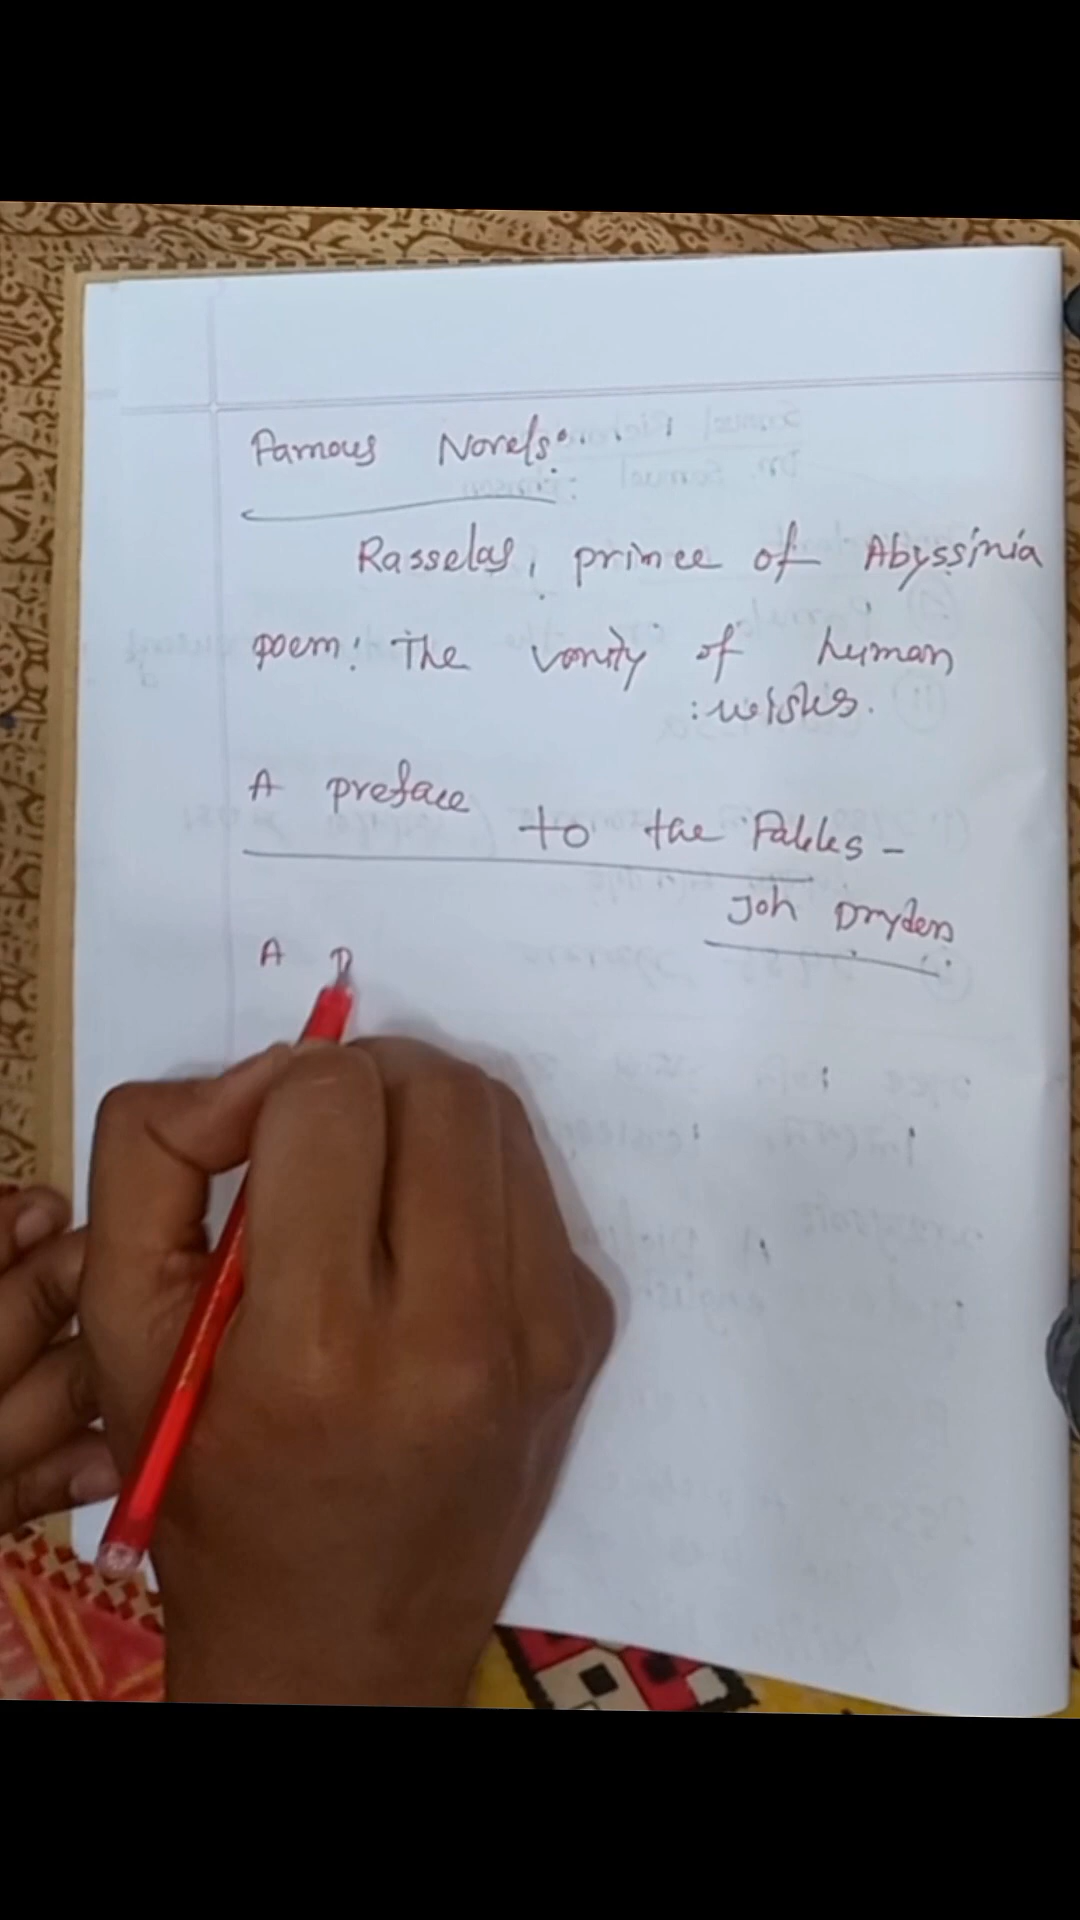 Famous Novels:
Rasselas, prince of Abyssinia
poem: The vanity of human
wishes.
A preface
to the Fables -
Joh Dryden
A P